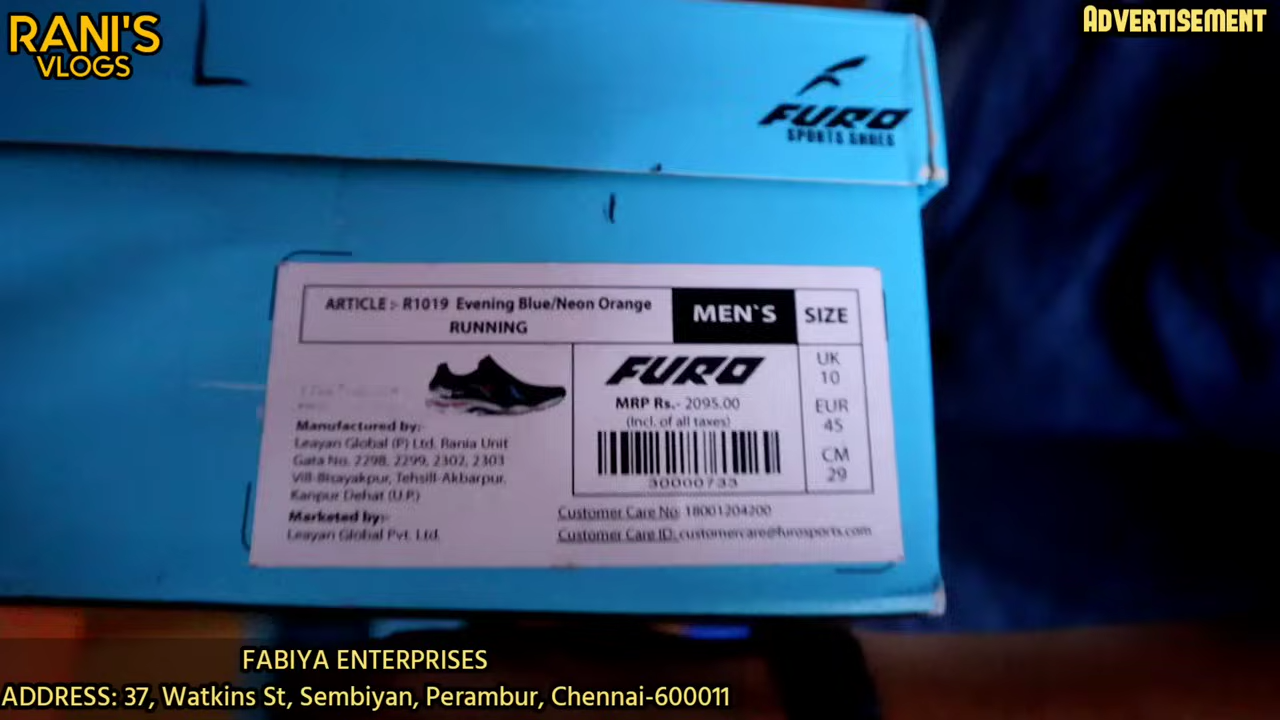 RANI'S
VLOGS
ADVERTISEMENT
L
FURO
SPORTS SHOES
ARTICLE :- R1019 Evening Blue/Neon Orange
RUNNING
MEN`S
SIZE
UK
10
EUR
45
CM
29
FURO
MRP Rs.- 2095.00
(Incl. of all taxes)
30000733
Manufactured by:-
Leayan Global (P) Ltd. Rania Unit
Gata No. 2298, 2299, 2302, 2303
Vill-Bisayakpur, Tehsill-Akbarpur,
Kanpur Dehat (U.P.)
Marketed by:-
Leayan Global Pvt. Ltd.
Customer Care No: 18001204200
Customer Care ID: customercare@furosports.com
FABIYA ENTERPRISES
ADDRESS: 37, Watkins St, Sembiyan, Perambur, Chennai-600011